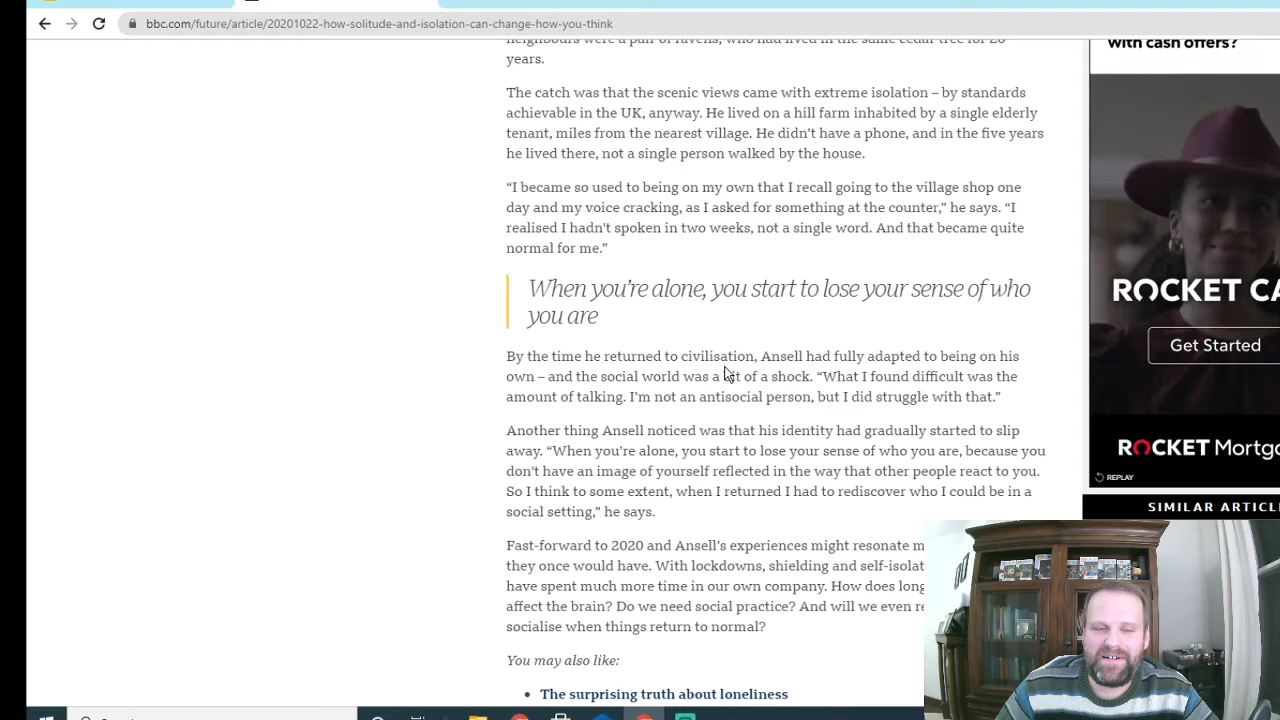 bbc.com/future/article/20201022-how-solitude-and-isolation-can-change-how-you-think
neighbours were a pair of ravens, who had lived in the same cedar tree for 20
years.
The catch was that the scenic views came with extreme isolation – by standards
achievable in the UK, anyway. He lived on a hill farm inhabited by a single elderly
tenant, miles from the nearest village. He didn’t have a phone, and in the five years
he lived there, not a single person walked by the house.
“I became so used to being on my own that I recall going to the village shop one
day and my voice cracking, as I asked for something at the counter,” he says. “I
realised I hadn't spoken in two weeks, not a single word. And that became quite
normal for me.”
When you’re alone, you start to lose your sense of who
you are
By the time he returned to civilisation, Ansell had fully adapted to being on his
own – and the social world was a bit of a shock. “What I found difficult was the
amount of talking. I’m not an antisocial person, but I did struggle with that.”
Another thing Ansell noticed was that his identity had gradually started to slip
away. “When you’re alone, you start to lose your sense of who you are, because you
don’t have an image of yourself reflected in the way that other people react to you.
So I think to some extent, when I returned I had to rediscover who I could be in a
social setting,” he says.
Fast-forward to 2020 and Ansell’s experiences might resonate
they once would have. With lockdowns, shielding and
have spent much more time in our own company. How does
affect the brain? Do we need social practice? And will we even
socialise when things return to normal?
You may also like:
The surprising truth about loneliness
with cash offers?
ROCKET
Get Started
ROCKET
REPLAY
SIMILAR